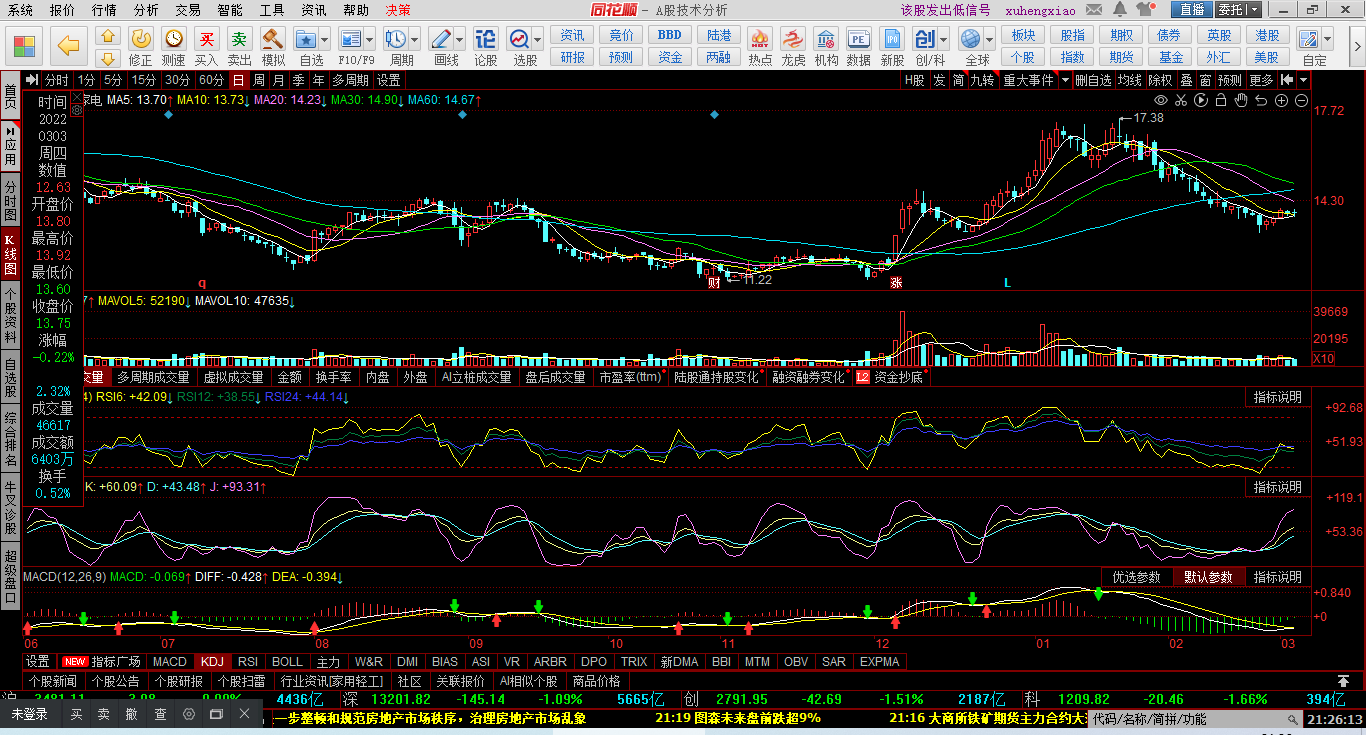 系统 报价 行情 分析 交易 智能 工具 资讯 帮助 决策 同花顺 - A股技术分析 该股发出低信号 xuhengxiao 直播 委托
买 卖 F 资讯 竞价 BBD 陆港 板块 股指 期权 债券 英股 港股
修正 测速 买入 卖出 模拟 自选 F10/F9 周期 画线 论股 选股 研报 预测 资金 两融 热点 龙虎 机构 数据 新股 创/科 全球 个股 指数 期货 基金 外汇 美股 自定
分时 1分 5分 15分 30分 60分 日 周 月 季 年 多周期 设置 H股 发 简 九转 重大事件 删自选 均线 除权 叠 窗 预测 更多
首页
应用
分时图
K线图
个股资料
自选股
综合排名
牛叉诊股
超级盘口
时间
2022
0303
周四
数值
12.63
开盘价
13.80
最高价
13.92
最低价
13.60
收盘价
13.75
涨幅
-0.22%
2.32%
成交量
46617
成交额
6403万
换手
0.52%
家电 MA5: 13.70↑ MA10: 13.73↓ MA20: 14.23↓ MA30: 14.90↓ MA60: 14.67↑
17.72
17.38
14.30
11.22
q 财 涨 L
MAVOL5: 52190↓ MAVOL10: 47635↓
39669
20195
X10
交量 多周期成交量 虚拟成交量 金额 换手率 内盘 外盘 AI立桩成交量 盘后成交量 市盈率(ttm) 陆股通持股变化 融资融券变化 L2 资金抄底
RSI6: +42.09↓ RSI12: +38.55↓ RSI24: +44.14↓ 指标说明
+92.68
+51.93
K: +60.09↑ D: +43.48↑ J: +93.31↑ 指标说明
+119.1
+53.36
MACD(12,26,9) MACD: -0.069↑ DIFF: -0.428↑ DEA: -0.394↓ 优选参数 默认参数 指标说明
+0.840
+0
06 07 08 09 10 11 12 01 02 03
设置 NEW 指标广场 MACD KDJ RSI BOLL 主力 W&R DMI BIAS ASI VR ARBR DPO TRIX 新DMA BBI MTM OBV SAR EXPMA
个股新闻 个股公告 个股研报 个股扫雷 行业资讯[家用轻工] 社区 关联报价 AI相似个股 商品价格
沪 3481.11 4436亿 深 13201.82 -145.14 -1.09% 5665亿 创 2791.95 -42.69 -1.51% 2187亿 科 1209.82 -20.46 -1.66% 394亿
未登录 买 卖 撤 查 一步整顿和规范房地产市场秩序，治理房地产市场乱象 21:19 图森未来盘前跌超9% 21:16 大商所铁矿期货主力合约大 代码/名称/简拼/功能 21:26:13